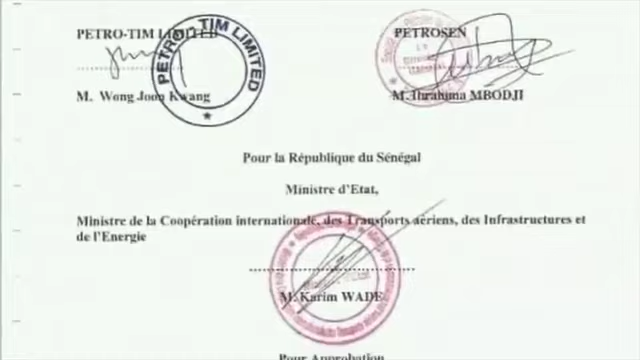 PETRO-TIM LIMITED
PETRO-TIM LIMITED
PETROSEN
M. Wong Joon Kwang
M. Ibrahima MBODJI
Pour la République du Sénégal
Ministre d'Etat,
Ministre de la Coopération internationale, des Transports aériens, des Infrastructures et
de l'Energie
M. Karim WADE
Pour Approbation